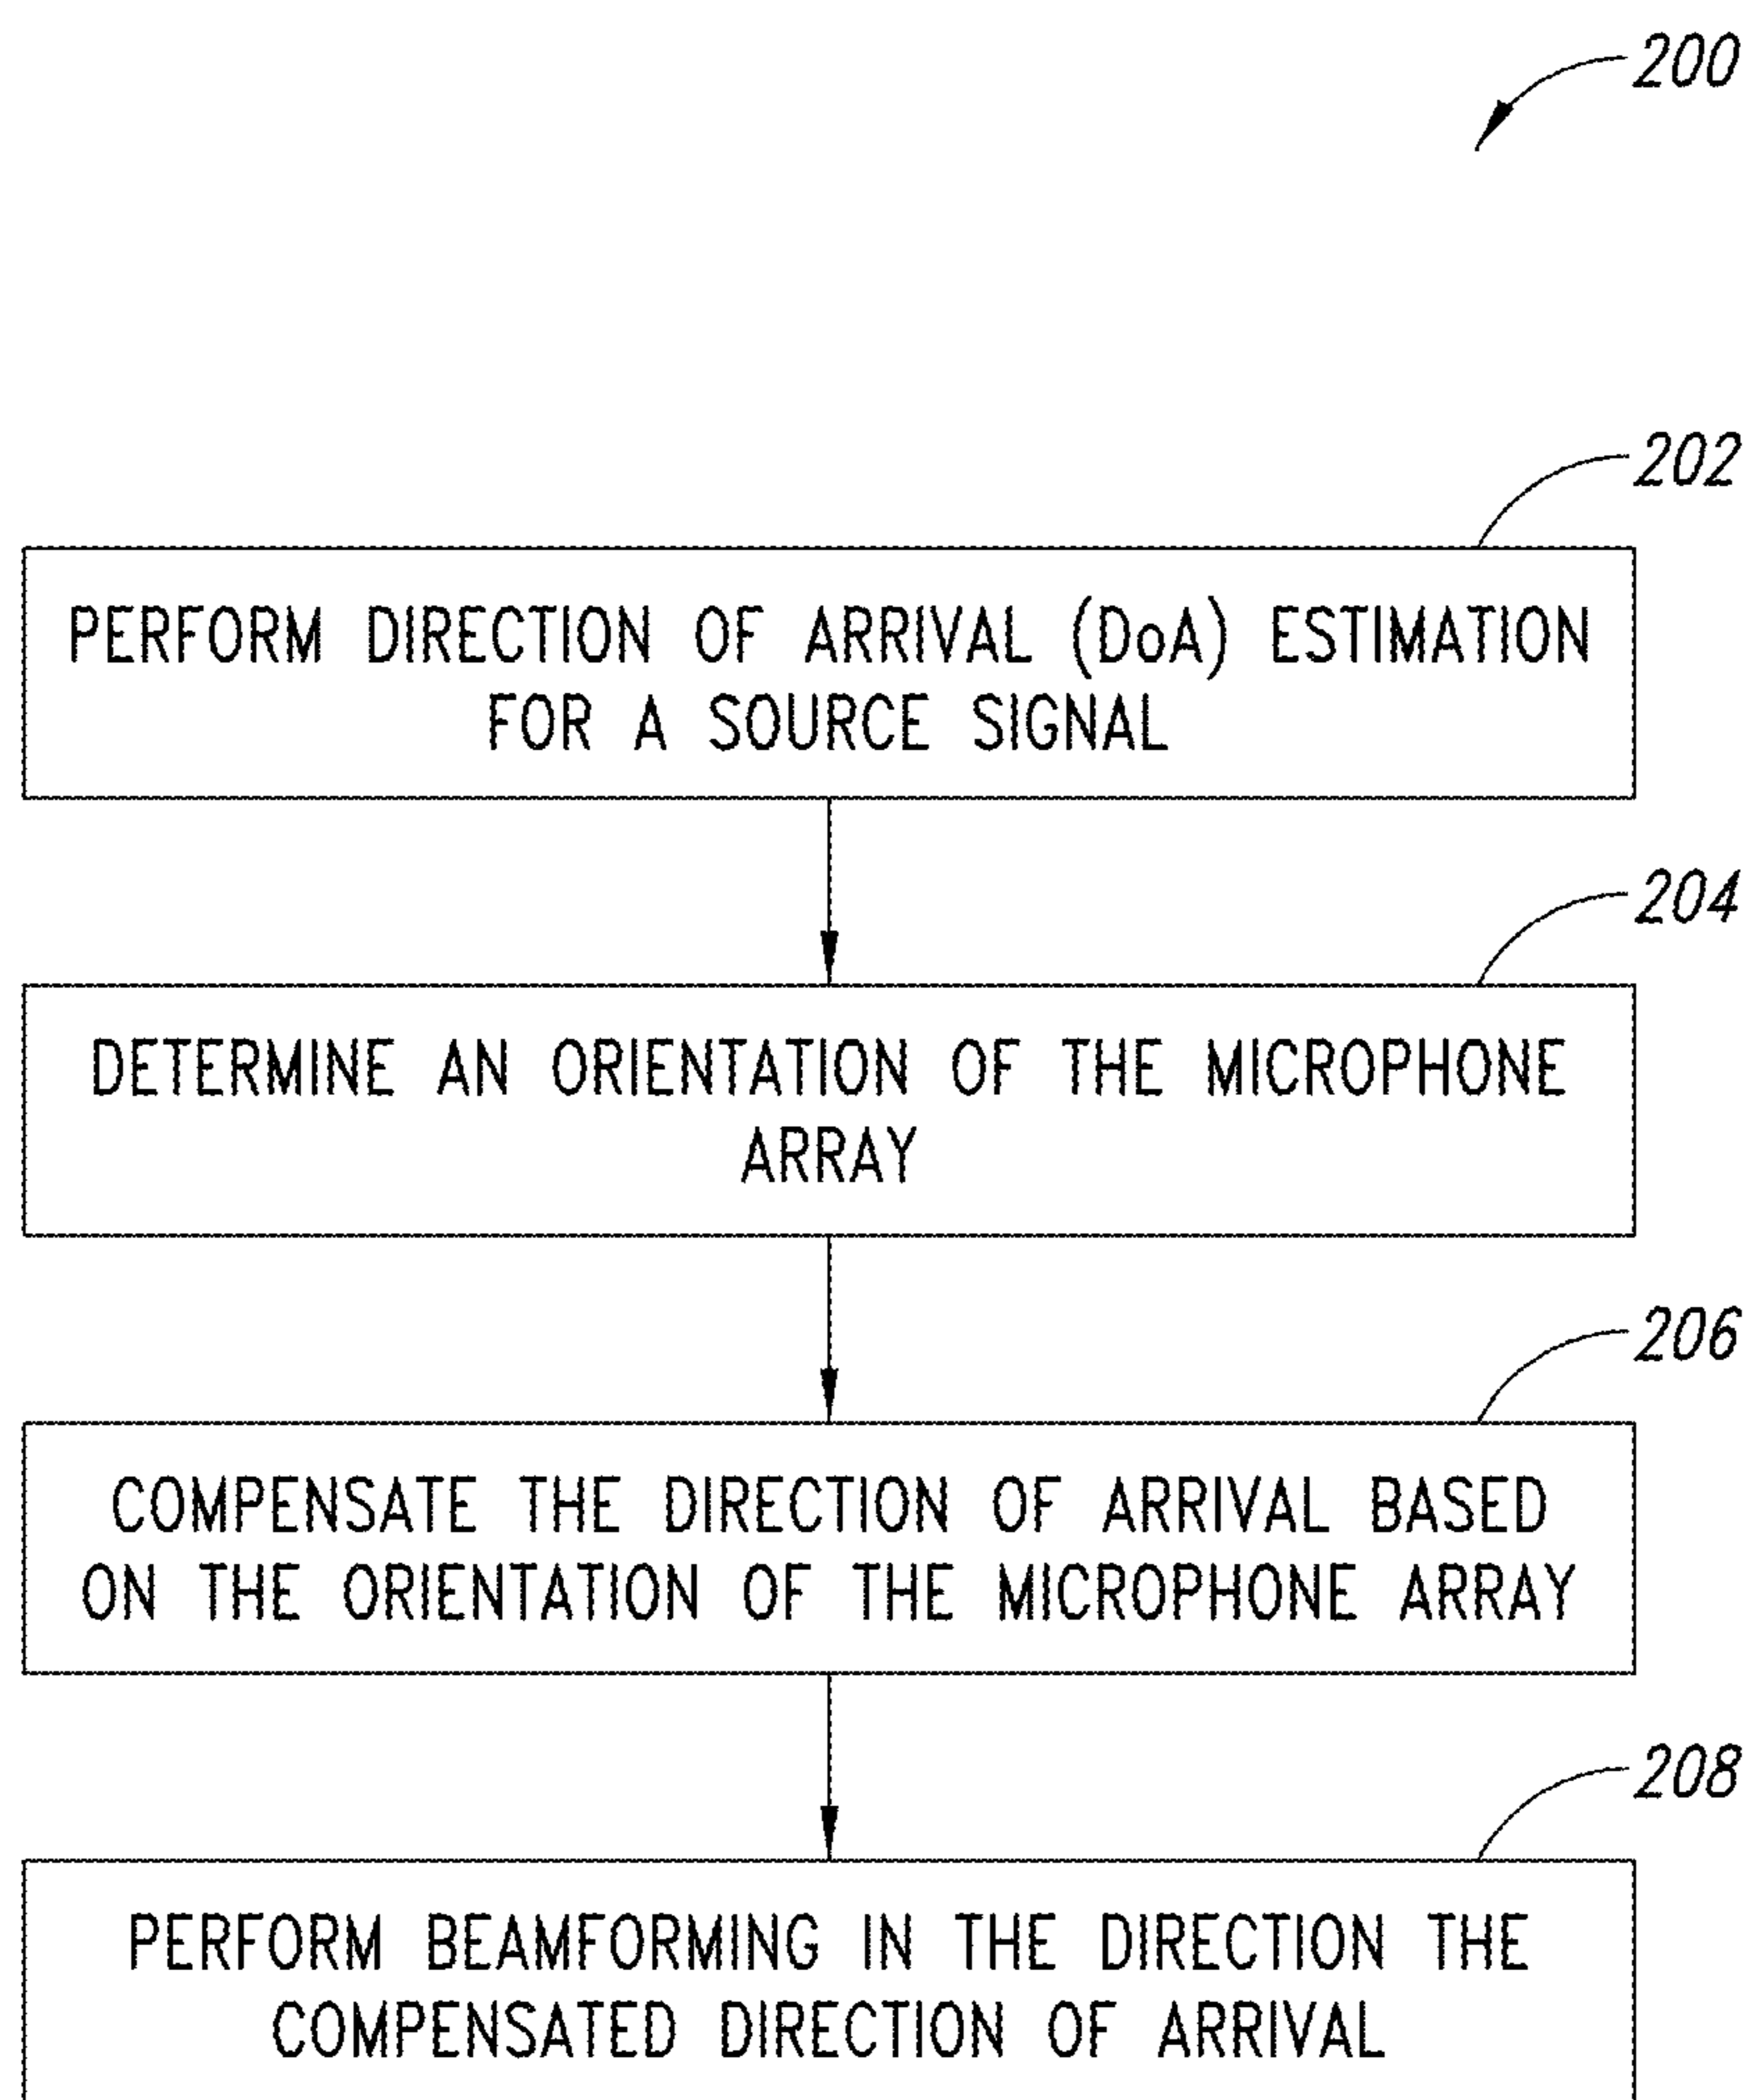 200
202
PERFORM DIRECTION OF ARRIVAL (DoA) ESTIMATION
FOR A SOURCE SIGNAL
204
DETERMINE AN ORIENTATION OF THE MICROPHONE
ARRAY
206
COMPENSATE THE DIRECTION OF ARRIVAL BASED
ON THE ORIENTATION OF THE MICROPHONE ARRAY
208
PERFORM BEAMFORMING IN THE DIRECTION THE
COMPENSATED DIRECTION OF ARRIVAL